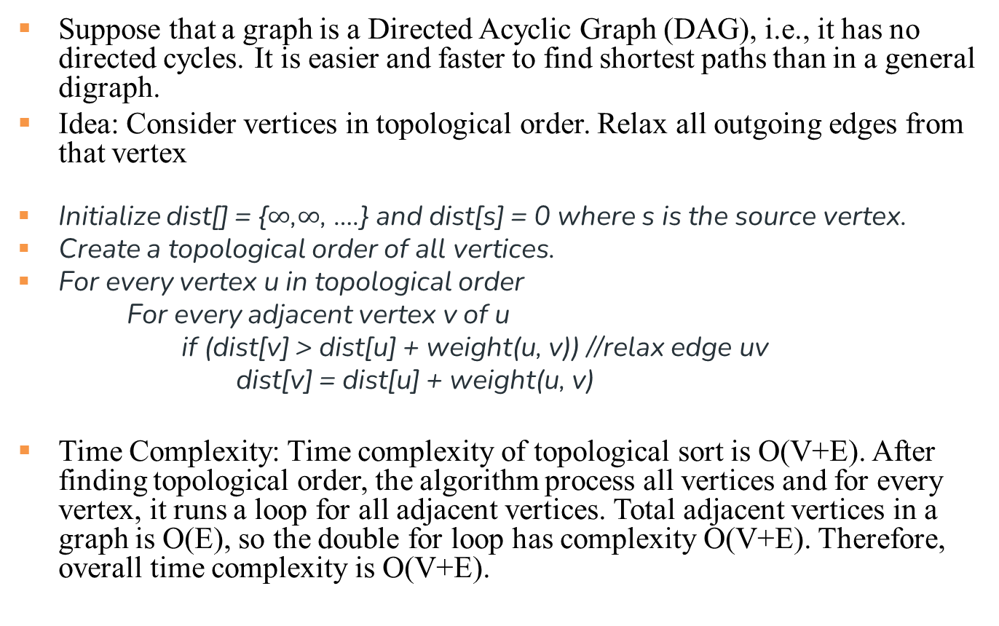 ▪ Suppose that a graph is a Directed Acyclic Graph (DAG), i.e., it has no
directed cycles. It is easier and faster to find shortest paths than in a general
digraph.
▪ Idea: Consider vertices in topological order. Relax all outgoing edges from
that vertex
▪ Initialize dist[] = {∞,∞, ....} and dist[s] = 0 where s is the source vertex.
▪ Create a topological order of all vertices.
▪ For every vertex u in topological order
For every adjacent vertex v of u
if (dist[v] > dist[u] + weight(u, v)) //relax edge uv
dist[v] = dist[u] + weight(u, v)
▪ Time Complexity: Time complexity of topological sort is O(V+E). After
finding topological order, the algorithm process all vertices and for every
vertex, it runs a loop for all adjacent vertices. Total adjacent vertices in a
graph is O(E), so the double for loop has complexity O(V+E). Therefore,
overall time complexity is O(V+E).